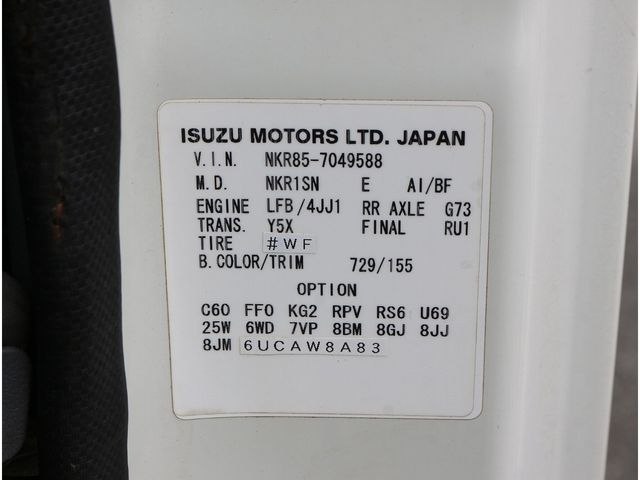 ISUZU MOTORS LTD. JAPAN
V.I.N. NKR85-7049588
M.D. NKR1SN E AI/BF
ENGINE LFB/4JJ1 RR AXLE G73
TRANS. Y5X FINAL RU1
TIRE #WF
B.COLOR/TRIM 729/155
OPTION
C60 FF0 KG2 RPV RS6 U69
25W 6WD 7VP 8BM 8GJ 8JJ
8JM 6UCAW8A83